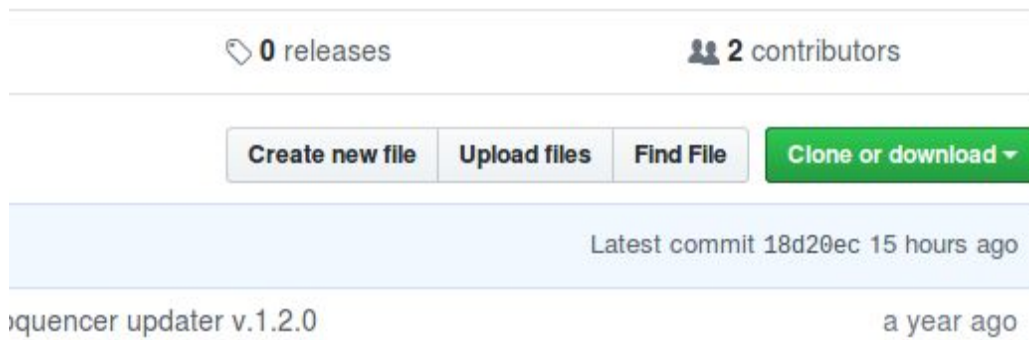 0 releases
2 contributors
Create new file Upload files Find File Clone or download
Latest commit 18d20ec 15 hours ago
updater v.1.2.0 a year ago